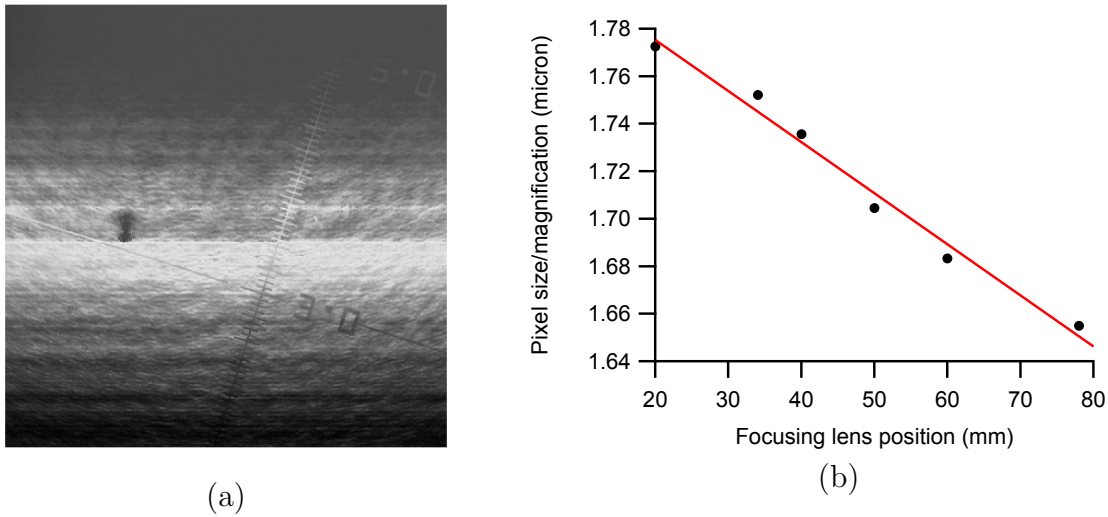 Pixel size/magnification (micron)
1.78
1.76
1.74
1.72
1.70
1.68
1.66
1.64
20 30 40 50 60 70 80
Focusing lens position (mm)
(a)
(b)